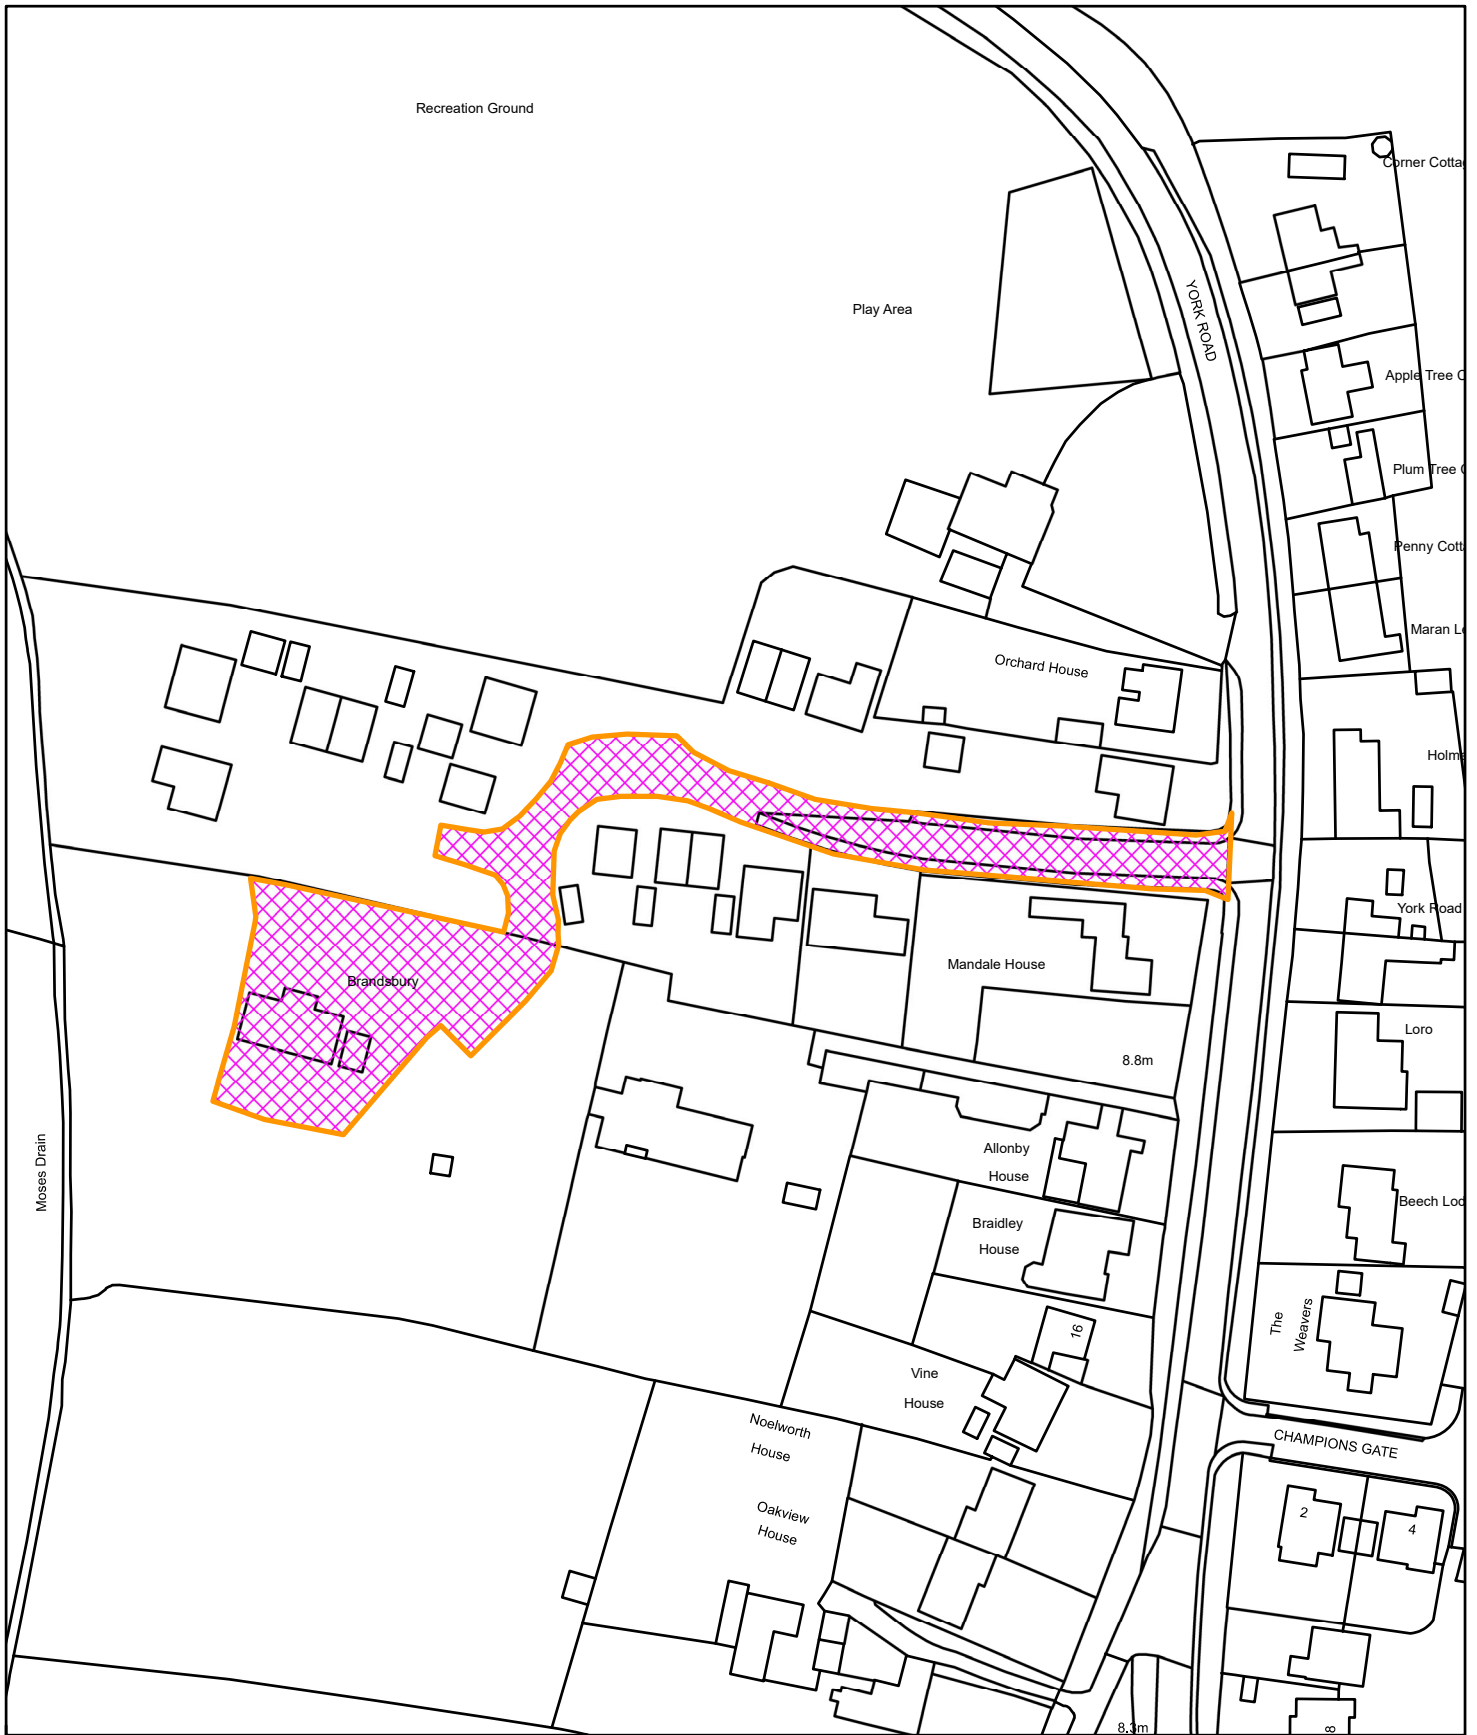 Recreation Ground
Corner Cottag
Play Area
YORK ROAD
Apple Tree C
Plum Tree C
Penny Cott
Maran L
Orchard House
Holm
York Road
Mandale House
Brandsbury
Loro
8.8m
Moses Drain
Allonby
House
Beech Lod
Braidley
House
The
Weavers
16
Vine
House
Noelworth
House
CHAMPIONS GATE
Oakview
House
2
4
8.3m
8